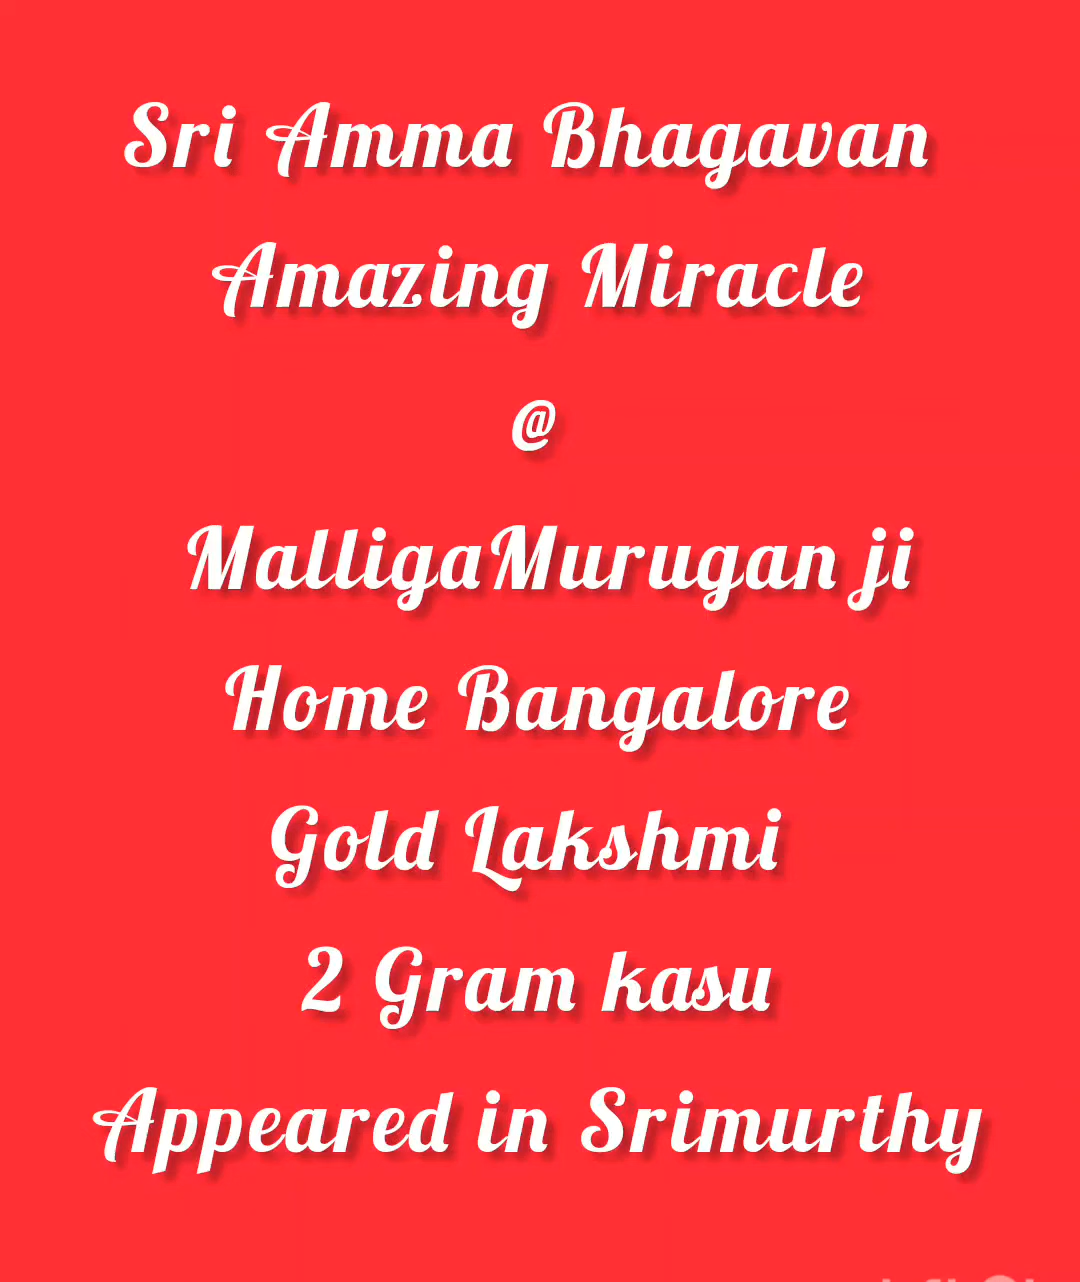 Sri Amma Bhagavan
Amazing Miracle
@
MalligaMurugan ji
Home Bangalore
Gold Lakshmi
2 Gram kasu
Appeared in Srimurthy